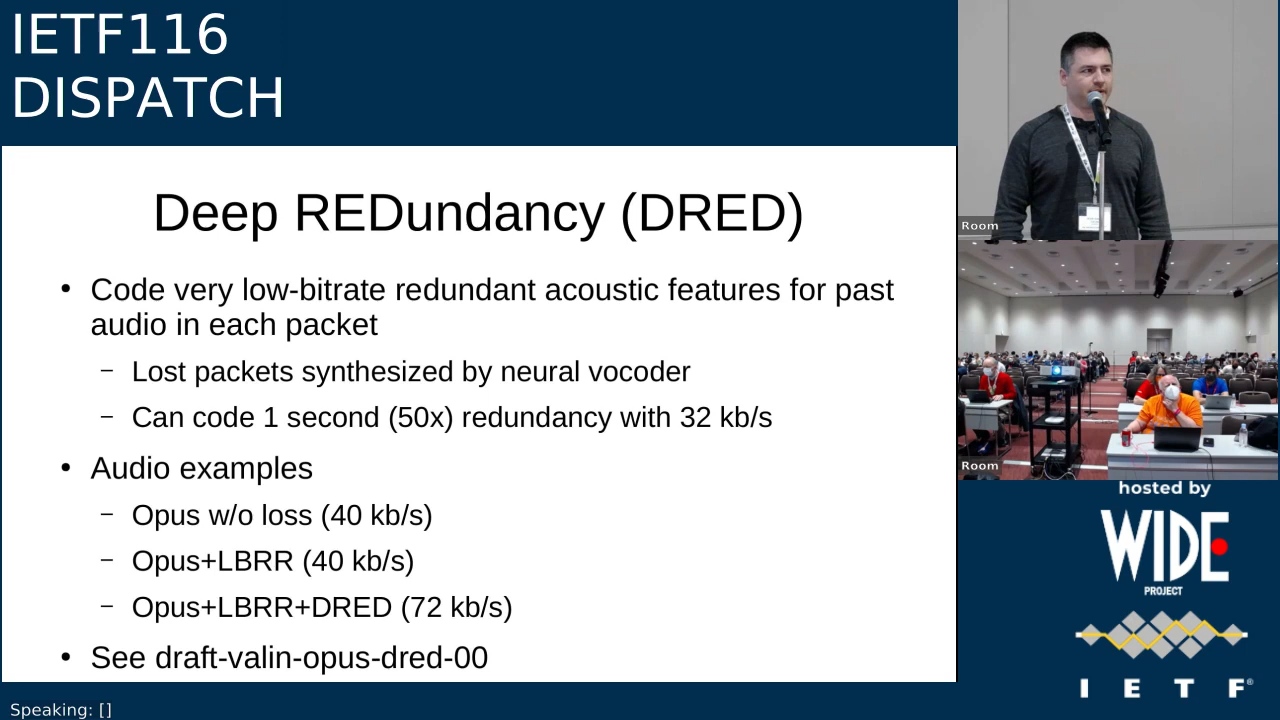 IETF116
DISPATCH
Deep REDundancy (DRED)
• Code very low-bitrate redundant acoustic features for past
audio in each packet
– Lost packets synthesized by neural vocoder
– Can code 1 second (50x) redundancy with 32 kb/s
• Audio examples
– Opus w/o loss (40 kb/s)
– Opus+LBRR (40 kb/s)
– Opus+LBRR+DRED (72 kb/s)
• See draft-valin-opus-dred-00
Speaking: []
Room
Room
hosted by
WIDE
PROJECT
IETF®